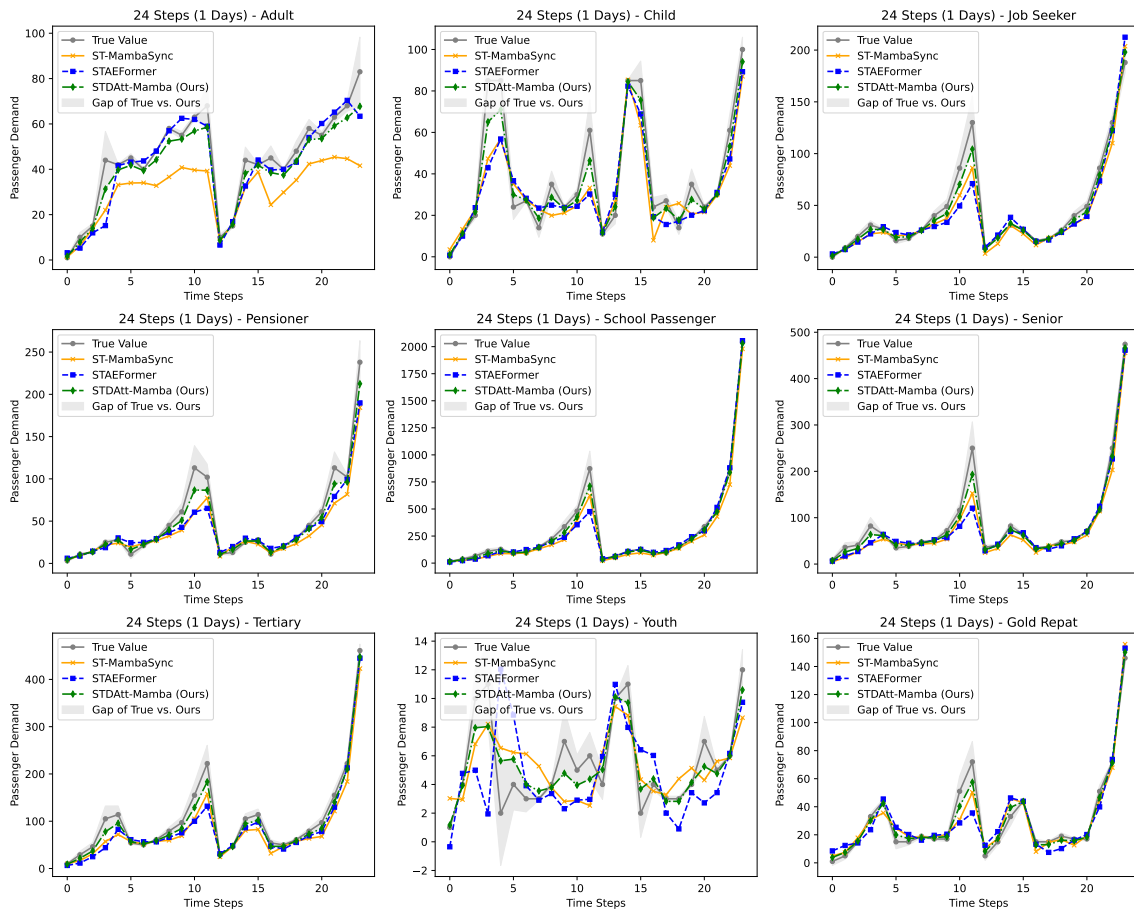 24 Steps (1 Days) - Adult
100
80
60
40
20
0
Passenger Demand
True Value
ST-MambaSync
STAEFormer
STDAtt-Mamba (Ours)
Gap of True vs. Ours
0 5 10 15 20
Time Steps
24 Steps (1 Days) - Child
100
80
60
40
20
0
Passenger Demand
True Value
ST-MambaSync
STAEFormer
STDAtt-Mamba (Ours)
Gap of True vs. Ours
0 5 10 15 20
Time Steps
24 Steps (1 Days) - Job Seeker
200
150
100
50
0
Passenger Demand
True Value
ST-MambaSync
STAEFormer
STDAtt-Mamba (Ours)
Gap of True vs. Ours
0 5 10 15 20
Time Steps
24 Steps (1 Days) - Pensioner
250
200
150
100
50
0
Passenger Demand
True Value
ST-MambaSync
STAEFormer
STDAtt-Mamba (Ours)
Gap of True vs. Ours
0 5 10 15 20
Time Steps
24 Steps (1 Days) - School Passenger
2000
1750
1500
1250
1000
750
500
250
0
Passenger Demand
True Value
ST-MambaSync
STAEFormer
STDAtt-Mamba (Ours)
Gap of True vs. Ours
0 5 10 15 20
Time Steps
24 Steps (1 Days) - Senior
500
400
300
200
100
0
Passenger Demand
True Value
ST-MambaSync
STAEFormer
STDAtt-Mamba (Ours)
Gap of True vs. Ours
0 5 10 15 20
Time Steps
24 Steps (1 Days) - Tertiary
400
300
200
100
0
Passenger Demand
True Value
ST-MambaSync
STAEFormer
STDAtt-Mamba (Ours)
Gap of True vs. Ours
0 5 10 15 20
Time Steps
24 Steps (1 Days) - Youth
14
12
10
8
6
4
2
0
−2
Passenger Demand
True Value
ST-MambaSync
STAEFormer
STDAtt-Mamba (Ours)
Gap of True vs. Ours
0 5 10 15 20
Time Steps
24 Steps (1 Days) - Gold Repat
160
140
120
100
80
60
40
20
0
Passenger Demand
True Value
ST-MambaSync
STAEFormer
STDAtt-Mamba (Ours)
Gap of True vs. Ours
0 5 10 15 20
Time Steps